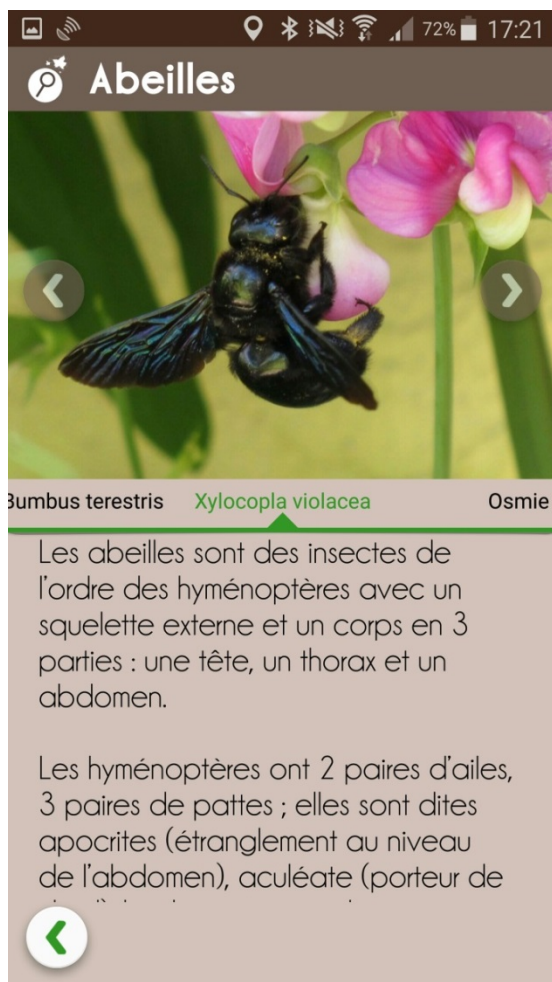 72% 17:21
Abeilles
Bumbus terestris Xylocopla violacea Osmie
Les abeilles sont des insectes de
l'ordre des hyménoptères avec un
squelette externe et un corps en 3
parties : une tête, un thorax et un
abdomen.
Les hyménoptères ont 2 paires d'ailes,
3 paires de pattes ; elles sont dites
apocrites (étranglement au niveau
de l'abdomen), aculéate (porteur de